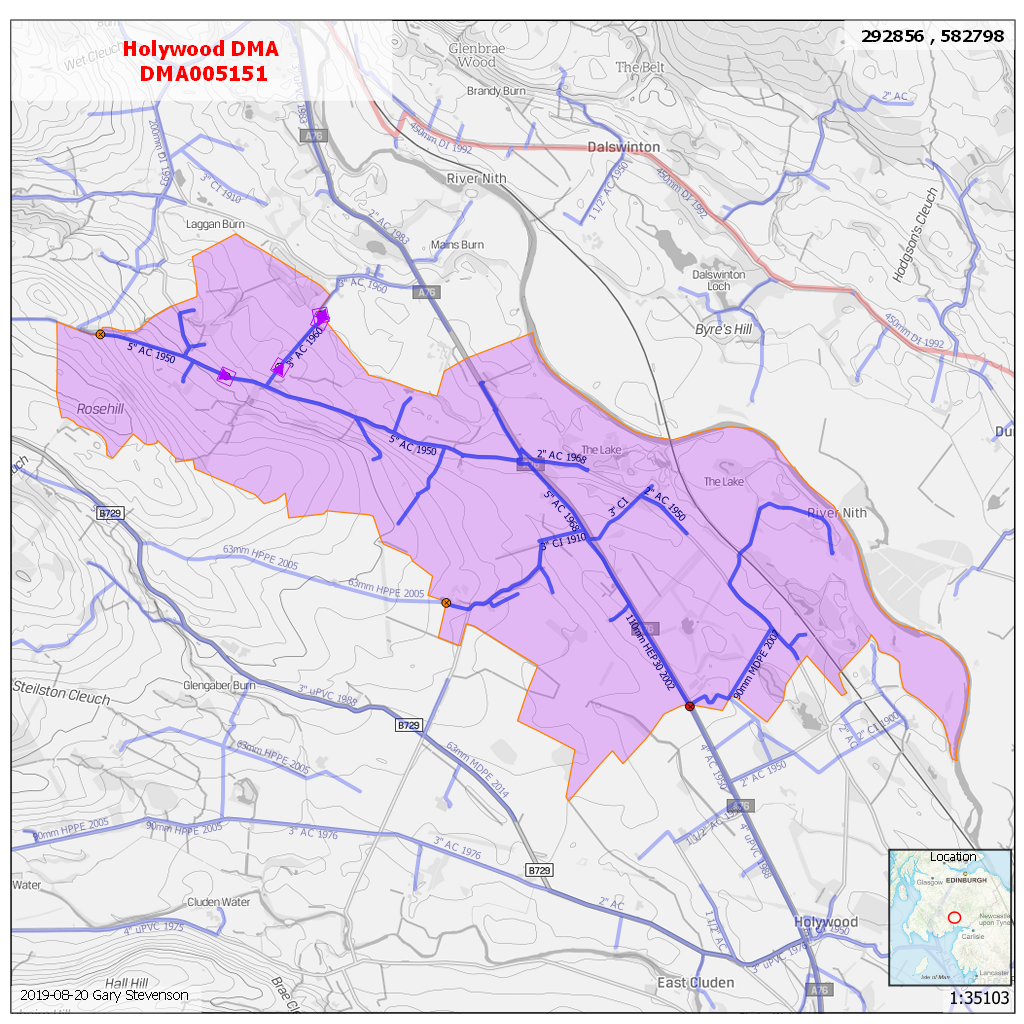 Holywood DMA
DMA005151
292856 , 582798
Wet Cleuch
Glenbrae
Wood
The Belt
Brandy Burn
2" AC
200mm DI 1993
A76
450mm DI 1992
Dalswinton
River Nith
450mm DI 1992
1 1/2" AC 1950
3" CI 1910
Laggan Burn
2" AC 1983
Mains Burn
Hodgson's Cleuch
3" AC 1960
A76
Dalswinton
Loch
Byre's Hill
450mm DI 1992
5" AC 1950
3" AC 1960
Rosehill
5" AC 1950
2" AC 1968
The Lake
The Lake
B729
5" AC 1968
3" CI
2" AC 1950
River Nith
3" CI 1910
63mm HPPE 2005
63mm HPPE 2005
110mm HEP30 2002
A76
90mm MDPE 2007
Steilston Cleuch
Glengaber Burn
3" uPVC 1988
B729
63mm HPPE 2005
63mm MDPE 2014
4" AC 1950
2" AC 1950
2" AC
2" CI 1900
A76
1 1/2" AC
4" uPVC 1988
90mm HPPE 2005
90mm HPPE 2005
3" AC 1976
3" AC 1976
B729
Water
Cluden Water
2" AC
1 1/2" AC
4" uPVC 1975
Holywood
3" uPVC 1976
East Cluden
A76
Hall Hill
Brae Cl
Location
Glasgow
EDINBURGH
Newcastle
upon Tyne
Carlisle
Isle of Man
Lancaster
2019-08-20 Gary Stevenson
1:35103